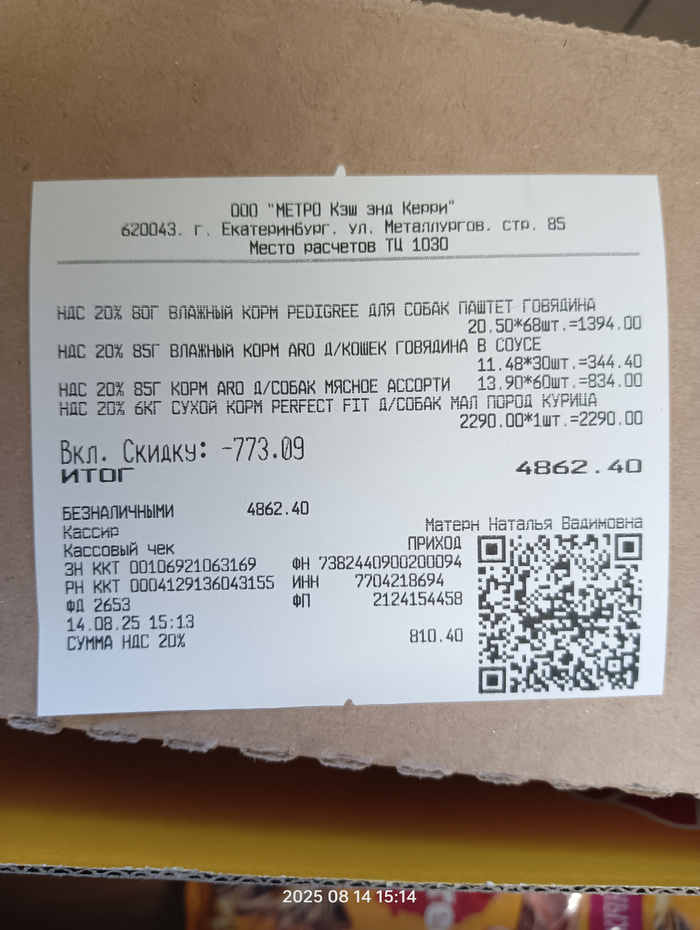 ООО "МЕТРО Кэш энд Керри"
620043. г. Екатеринбург. ул. Металлургов. стр. 85
Место расчетов ТЦ 1030
НДС 20% 80Г ВЛАЖНЫЙ КОРМ PEDIGREE ДЛЯ СОБАК ПАШТЕТ ГОВЯДИНА
20.50*68шт.=1394.00
НДС 20% 85Г ВЛАЖНЫЙ КОРМ ARO Д/КОШЕК ГОВЯДИНА В СОУСЕ
11.48*30шт.=344.40
НДС 20% 85Г КОРМ ARO Д/СОБАК МЯСНОЕ АССОРТИ 13.90*60шт.=834.00
НДС 20% 6КГ СУХОЙ КОРМ PERFECT FIT Д/СОБАК МАЛ ПОРОД КУРИЦА
2290.00*1шт.=2290.00
Вкл. Скидку: -773.09
ИТОГ 4862.40
БЕЗНАЛИЧНЫМИ 4862.40
Кассир Матерн Наталья Вадимовна
Кассовый чек ПРИХОД
ЗН ККТ 00106921063169 ФН 7382440900200094
РН ККТ 0004129136043155 ИНН 7704218694
ФД 2653 ФП 2124154458
14.08.25 15:13
СУММА НДС 20% 810.40
2025 08 14 15:14